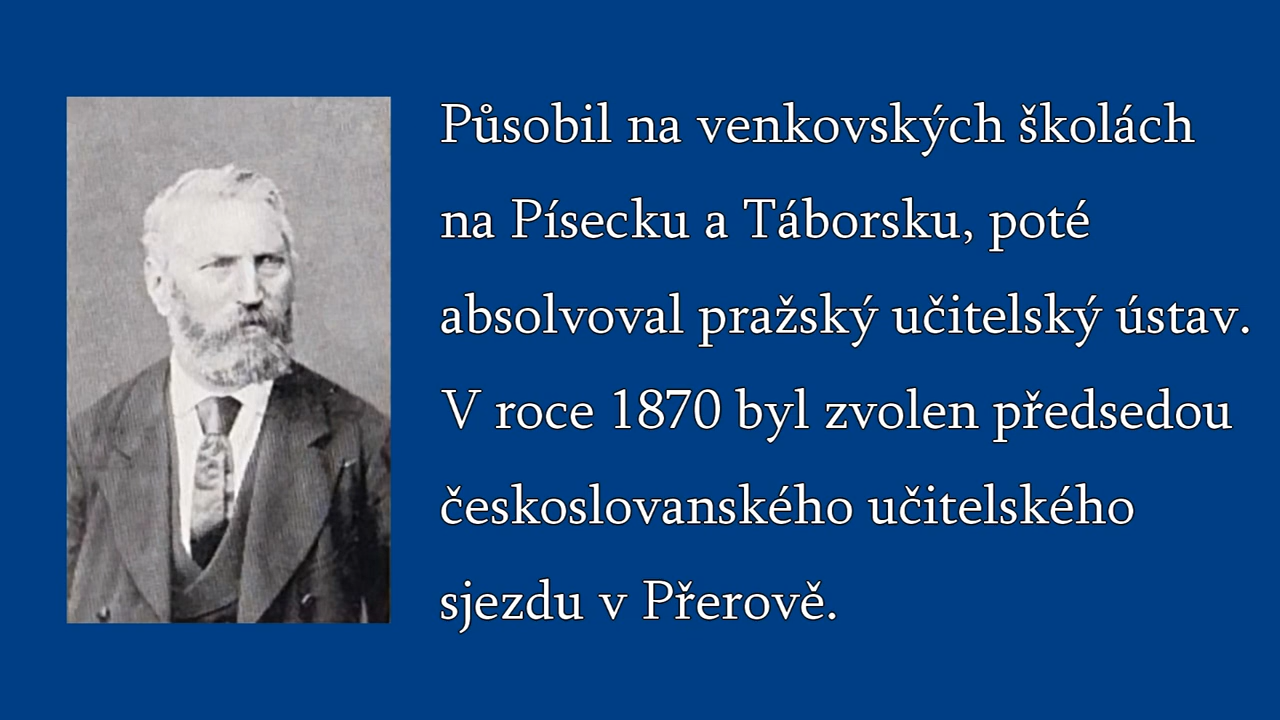 Působil na venkovských školách
na Písecku a Táborsku, poté
absolvoval pražský učitelský ústav.
V roce 1870 byl zvolen předsedou
českoslovanského učitelského
sjezdu v Přerově.